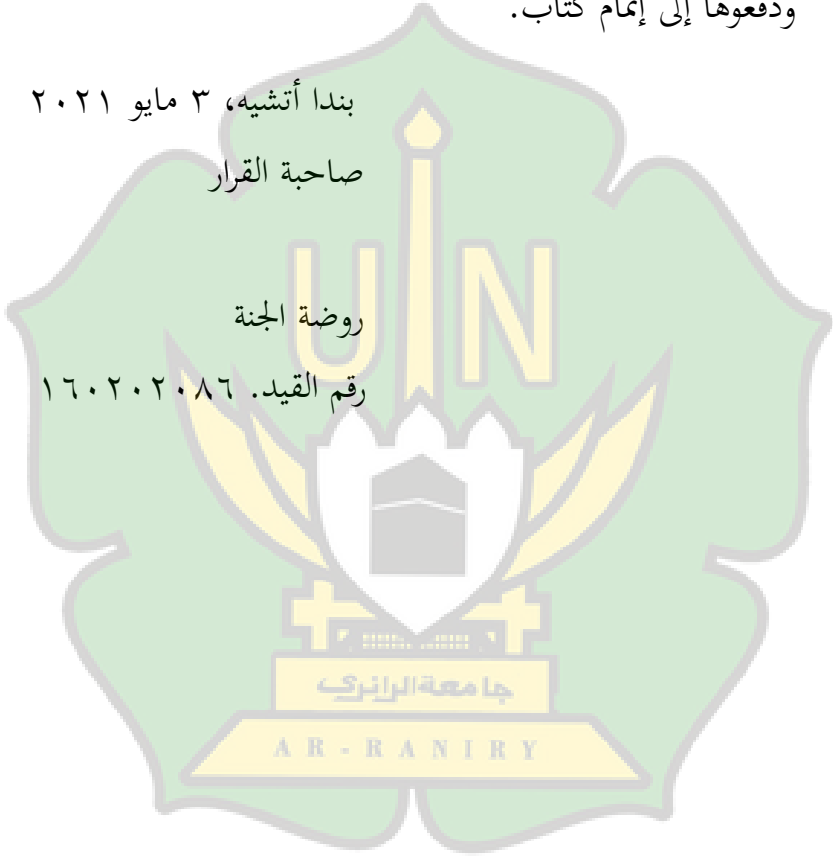 ودفعوها إلى إتمام كتاب.
بندا أتشيه، ٣ مايو ٢٠٢١
صاحبة القرار
روضة الجنة
رقم القيد. ١٦٠٢٠٢٠٨٦
UIN
جامعة الرانري
AR-RANIRY